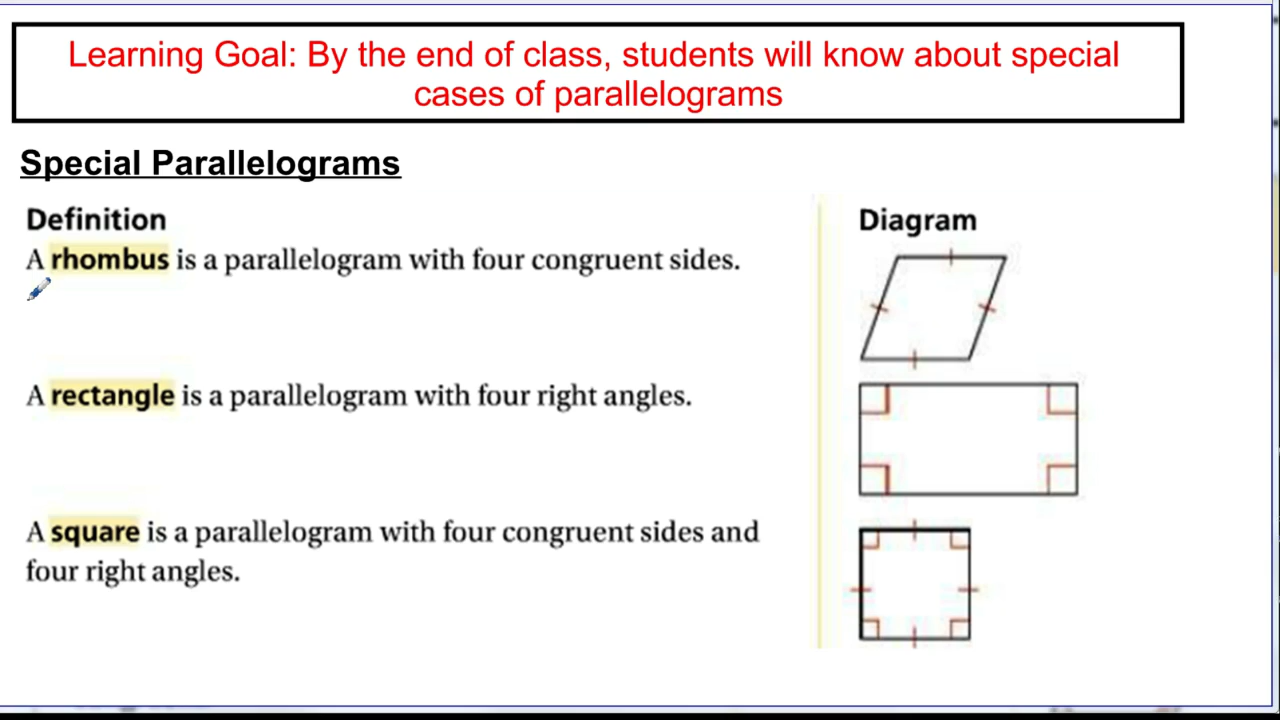 Learning Goal: By the end of class, students will know about special
cases of parallelograms
Special Parallelograms
Definition
Diagram
A rhombus is a parallelogram with four congruent sides.
A rectangle is a parallelogram with four right angles.
A square is a parallelogram with four congruent sides and
four right angles.